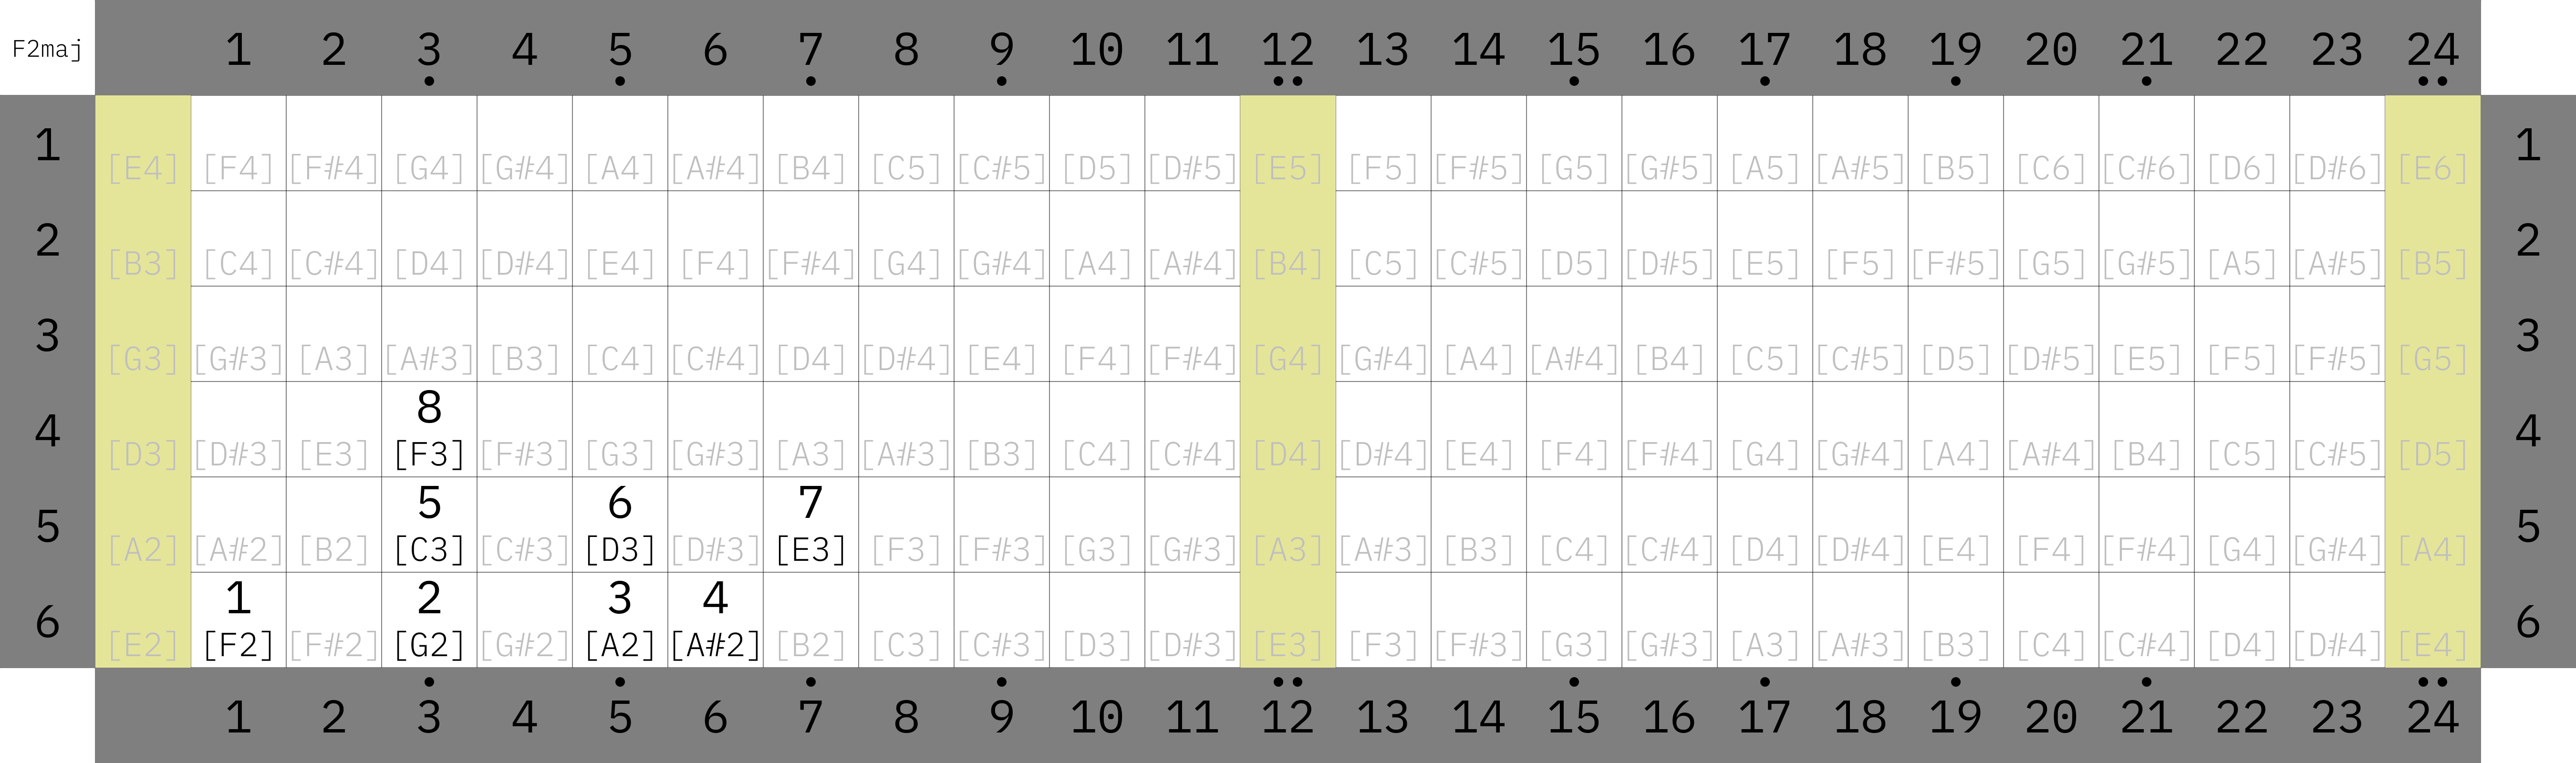 F2maj 1 2 3 4 5 6 7 8 9 10 11 12 13 14 15 16 17 18 19 20 21 22 23 24
1 [E4] [F4] [F#4] [G4] [G#4] [A4] [A#4] [B4] [C5] [C#5] [D5] [D#5] [E5] [F5] [F#5] [G5] [G#5] [A5] [A#5] [B5] [C6] [C#6] [D6] [D#6] [E6] 1
2 [B3] [C4] [C#4] [D4] [D#4] [E4] [F4] [F#4] [G4] [G#4] [A4] [A#4] [B4] [C5] [C#5] [D5] [D#5] [E5] [F5] [F#5] [G5] [G#5] [A5] [A#5] [B5] 2
3 [G3] [G#3] [A3] [A#3] [B3] [C4] [C#4] [D4] [D#4] [E4] [F4] [F#4] [G4] [G#4] [A4] [A#4] [B4] [C5] [C#5] [D5] [D#5] [E5] [F5] [F#5] [G5] 3
8
4 [D3] [D#3] [E3] [F3] [F#3] [G3] [G#3] [A3] [A#3] [B3] [C4] [C#4] [D4] [D#4] [E4] [F4] [F#4] [G4] [G#4] [A4] [A#4] [B4] [C5] [C#5] [D5] 4
5 6 7
5 [A2] [A#2] [B2] [C3] [C#3] [D3] [D#3] [E3] [F3] [F#3] [G3] [G#3] [A3] [A#3] [B3] [C4] [C#4] [D4] [D#4] [E4] [F4] [F#4] [G4] [G#4] [A4] 5
1 2 3 4
6 [E2] [F2] [F#2] [G2] [G#2] [A2] [A#2] [B2] [C3] [C#3] [D3] [D#3] [E3] [F3] [F#3] [G3] [G#3] [A3] [A#3] [B3] [C4] [C#4] [D4] [D#4] [E4] 6
1 2 3 4 5 6 7 8 9 10 11 12 13 14 15 16 17 18 19 20 21 22 23 24